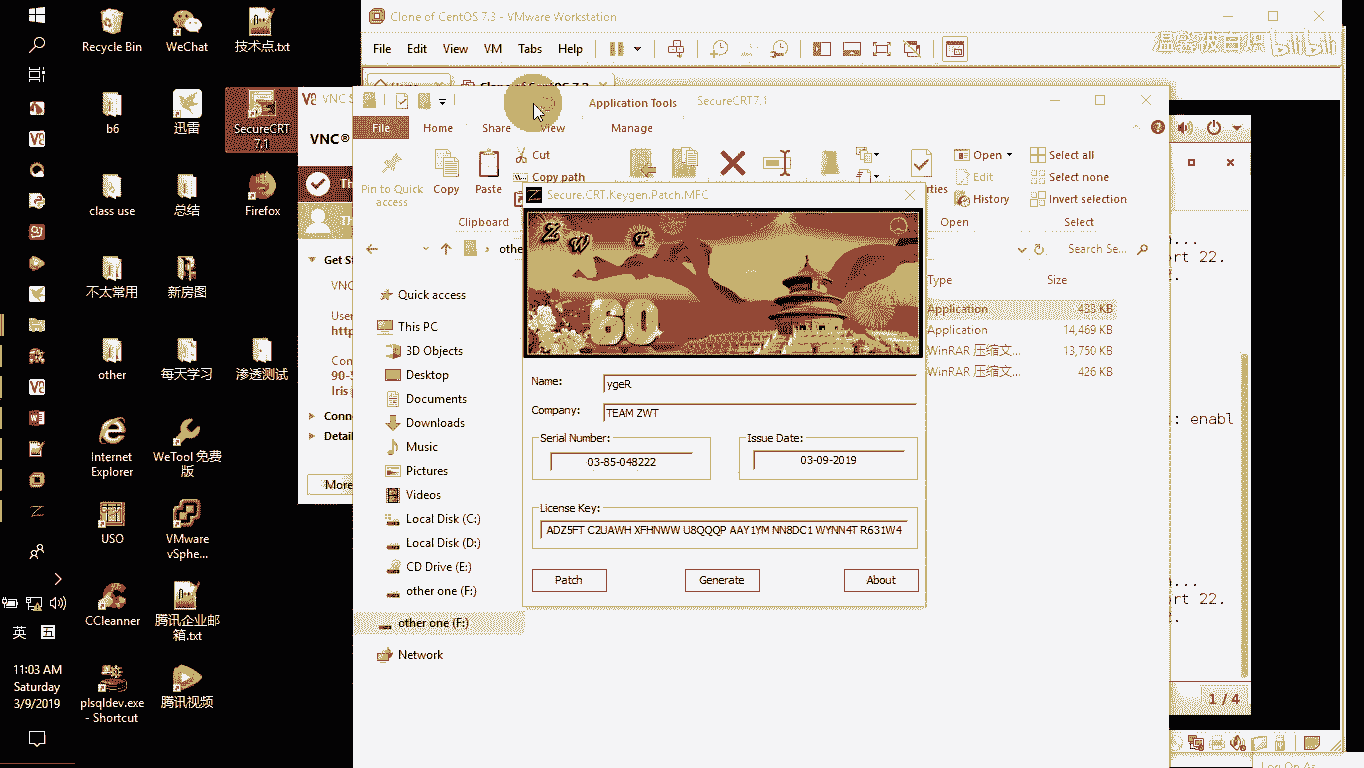 Recycle Bin
WeChat
技术点.txt
b6
迅雷
SecureCRT
7.1
class use
总结
Firefox
不太常用
新房图
other
每天学习
渗透测试
Internet
Explorer
WeTool 免费
版
USO
VMware
vSphe...
CCleaner
腾讯企业邮
箱.txt
plsqldev.exe
- Shortcut
腾讯视频
英
五
11:03 AM
Saturday
3/9/2019
Clone of CentOS 7.3 - VMware Workstation
File Edit View VM Tabs Help
bilibili
VNC®
Get St
Conne
Detai
More
Application Tools
SecureCRT7.1
File Home Share View Manage
Pin to Quick
access
Copy
Paste
Cut
Copy path
Clipboard
Open
Edit
History
Open
Select all
Select none
Invert selection
Select
othe
Search Se...
Type Size
Application 483 KB
Application 14,469 KB
WinRAR 压缩文... 13,750 KB
WinRAR 压缩文... 426 KB
Quick access
This PC
3D Objects
Desktop
Documents
Downloads
Music
Pictures
Videos
Local Disk (C:)
Local Disk (D:)
CD Drive (E:)
other one (F:)
other one (F:)
Network
Secure.CRT.Keygen.Patch.MFC
Z W T
60
Name:
ygeR
Company:
TEAM ZWT
Serial Number:
03-85-048222
Issue Date:
03-09-2019
License Key:
ADZ5FT C2UAWH XFHNWW U8QQQP AAY1YM NN8DC1 WYNN4T R631W4
Patch
Generate
About
ort 22.
: enabl
ort 22.
1 / 4